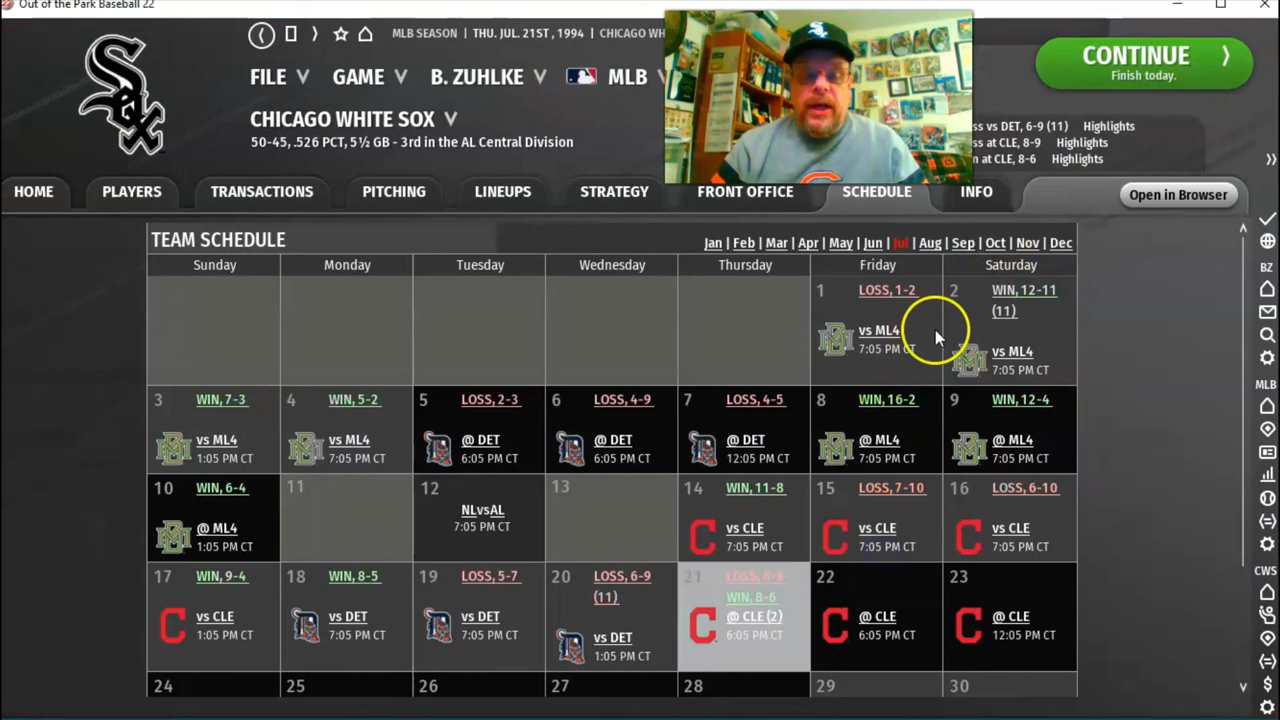 Out of the Park Baseball 22
MLB SEASON | THU. JUL. 21ST, 1994 | CHICAGO WH
FILE GAME B. ZUHLKE MLB
CONTINUE
Finish today.
CHICAGO WHITE SOX
50-45, .526 PCT, 5½ GB - 3rd in the AL Central Division
ss vs DET, 6-9 (11) Highlights
ss at CLE, 8-9 Highlights
n at CLE, 8-6 Highlights
HOME PLAYERS TRANSACTIONS PITCHING LINEUPS STRATEGY FRONT OFFICE SCHEDULE INFO Open in Browser
TEAM SCHEDULE
Jan | Feb | Mar | Apr | May | Jun | Jul | Aug | Sep | Oct | Nov | Dec
Sunday Monday Tuesday Wednesday Thursday Friday Saturday
1 LOSS, 1-2
vs ML4
7:05 PM CT
2 WIN, 12-11
(11)
vs ML4
7:05 PM CT
3 WIN, 7-3
vs ML4
1:05 PM CT
4 WIN, 5-2
vs ML4
7:05 PM CT
5 LOSS, 2-3
@ DET
6:05 PM CT
6 LOSS, 4-9
@ DET
6:05 PM CT
7 LOSS, 4-5
@ DET
12:05 PM CT
8 WIN, 16-2
@ ML4
7:05 PM CT
9 WIN, 12-4
@ ML4
7:05 PM CT
10 WIN, 6-4
@ ML4
1:05 PM CT
11
12
NLvsAL
7:05 PM CT
13
14 WIN, 11-8
vs CLE
7:05 PM CT
15 LOSS, 7-10
vs CLE
7:05 PM CT
16 LOSS, 6-10
vs CLE
7:05 PM CT
17 WIN, 9-4
vs CLE
1:05 PM CT
18 WIN, 8-5
vs DET
7:05 PM CT
19 LOSS, 5-7
vs DET
7:05 PM CT
20 LOSS, 6-9
(11)
vs DET
1:05 PM CT
21 LOSS, 8-9
WIN, 8-6
@ CLE (2)
6:05 PM CT
22
@ CLE
6:05 PM CT
23
@ CLE
12:05 PM CT
24 25 26 27 28 29 30
BZ
MLB
CWS